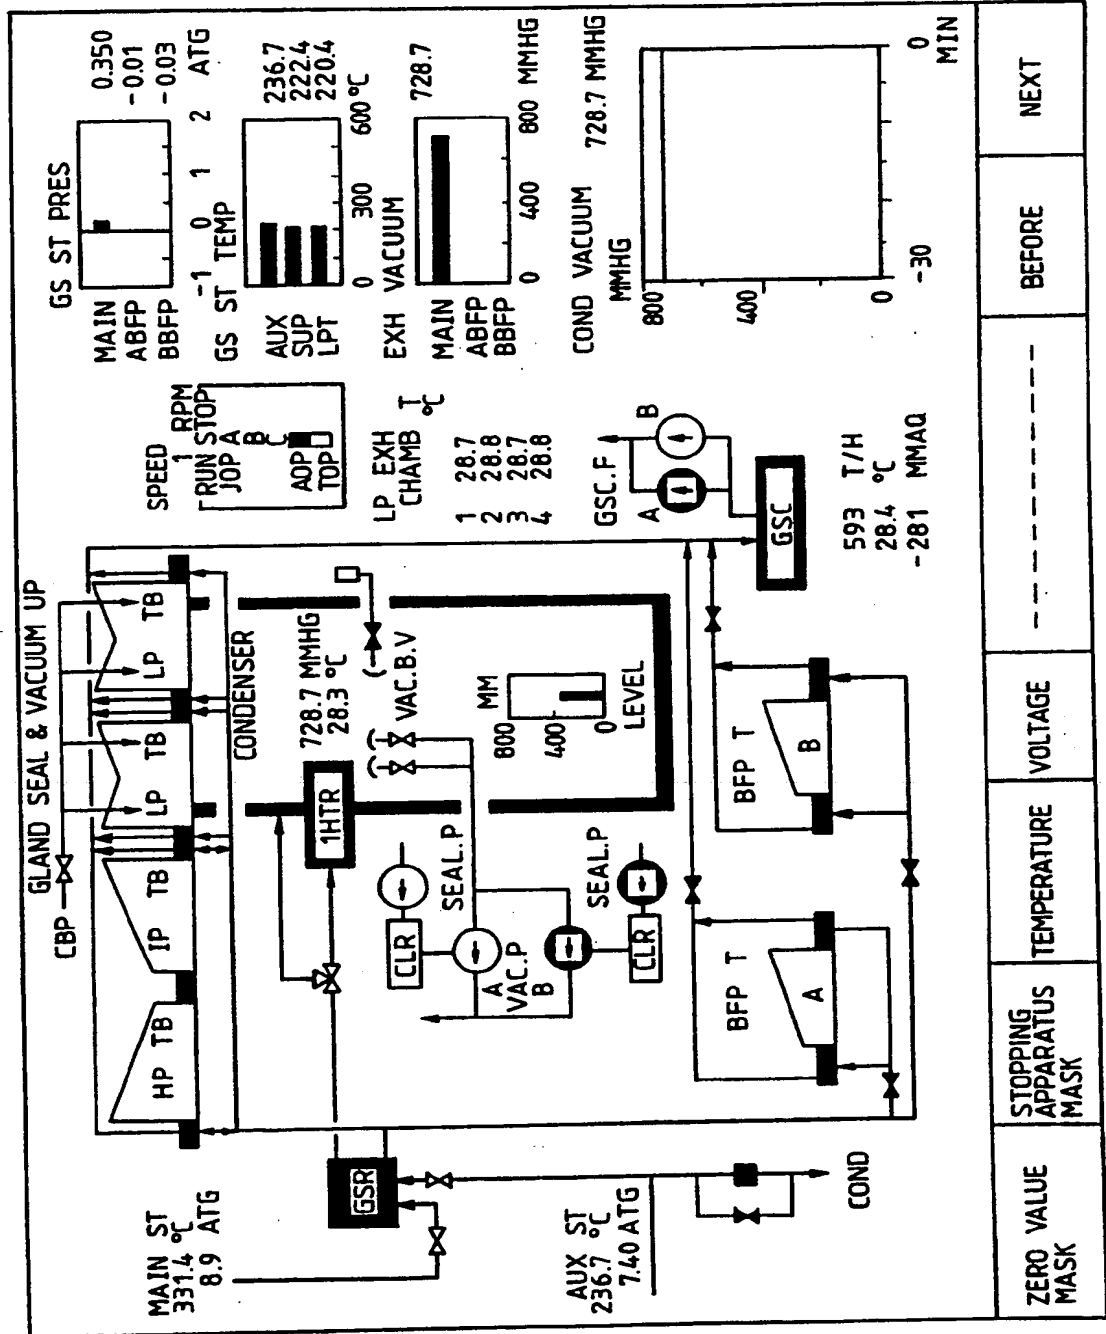 GLAND SEAL & VACUUM UP
MAIN ST
331.4 °C
8.9 ATG
HP TB
IP TB
LP TB
LP TB
CBP
CONDENSER
GSR
1HTR
728.7 MMHG
28.3 °C
VAC.B.V
SEAL.P
CLR
A
VAC.P
B
SEAL.P
CLR
MM
800
400
0
LEVEL
AUX ST
236.7 °C
7.40 ATG
COND
BFP T
A
BFP T
B
SPEED
1 RPM
RUN STOP
JOP A
B
C
AOP
TOP
LP EXH
CHAMB T
°C
1 28.7
2 28.8
3 28.7
4 28.8
GSC.F
A
B
GSC
593 T/H
28.4 °C
-281 MMAQ
GS ST PRES
MAIN 0.350
ABFP -0.01
BBFP -0.03
-1 0 1 2 ATG
GS ST TEMP
AUX 236.7
SUP 222.4
LPT 220.4
0 300 600 °C
EXH VACUUM
MAIN 728.7
ABFP
BBFP
0 400 800 MMHG
COND VACUUM 728.7 MMHG
MMHG
800
400
0
-30 0
MIN
ZERO VALUE
MASK
STOPPING
APPARATUS
MASK
TEMPERATURE
VOLTAGE
----------
BEFORE
NEXT